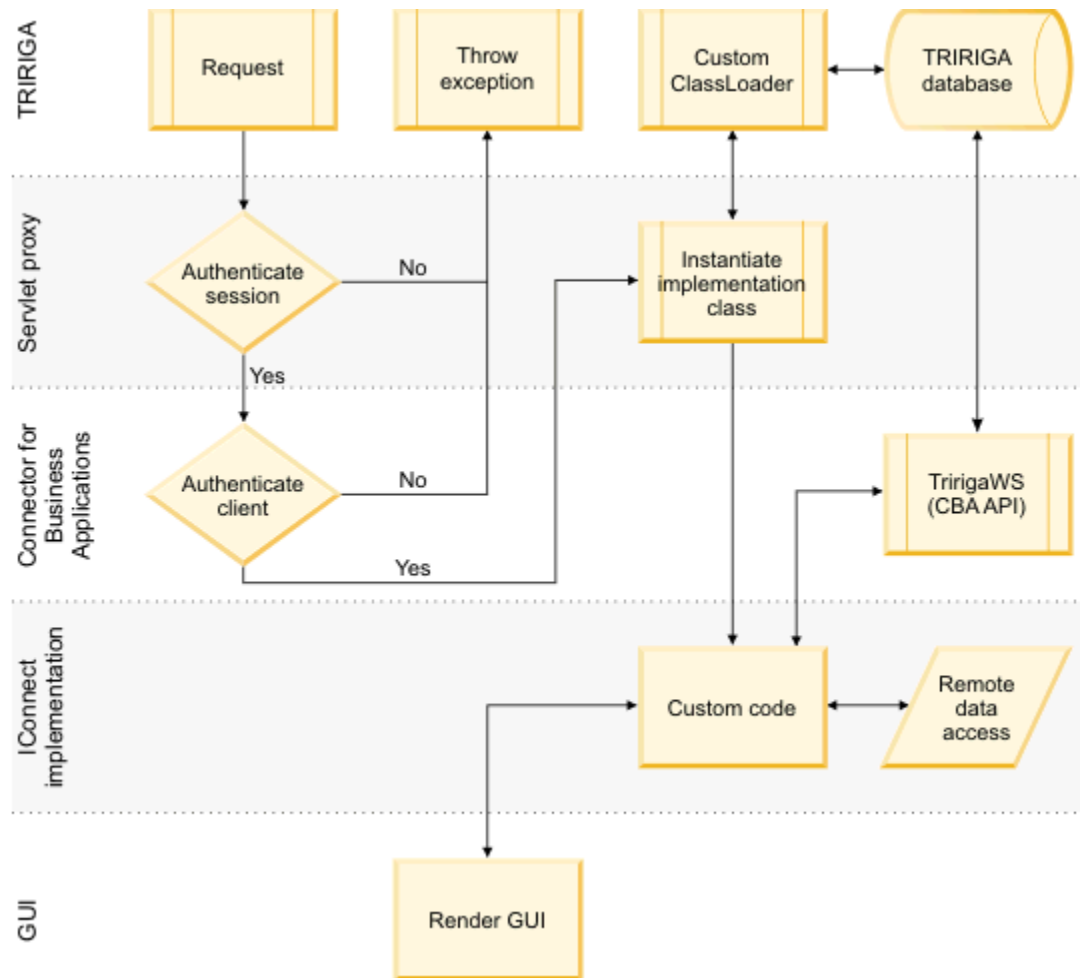 TRIRIGA
Request
Throw
exception
Custom
ClassLoader
TRIRIGA
database
Servlet proxy
Authenticate
session
No
Yes
Instantiate
implementation
class
Connector for
Business
Applications
Authenticate
client
No
Yes
TririgaWS
(CBA API)
IConnect
implementation
Custom code
Remote
data
access
GUI
Render GUI